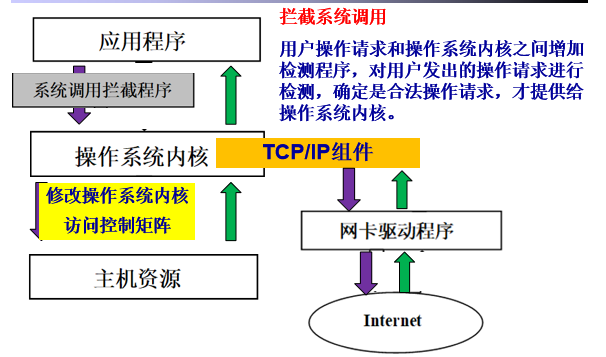 拦截系统调用
用户操作请求和操作系统内核之间增加
检测程序，对用户发出的操作请求进行
检测，确定是合法操作请求，才提供给
操作系统内核。
应用程序
系统调用拦截程序
操作系统内核
TCP/IP组件
修改操作系统内核
访问控制矩阵
网卡驱动程序
主机资源
Internet